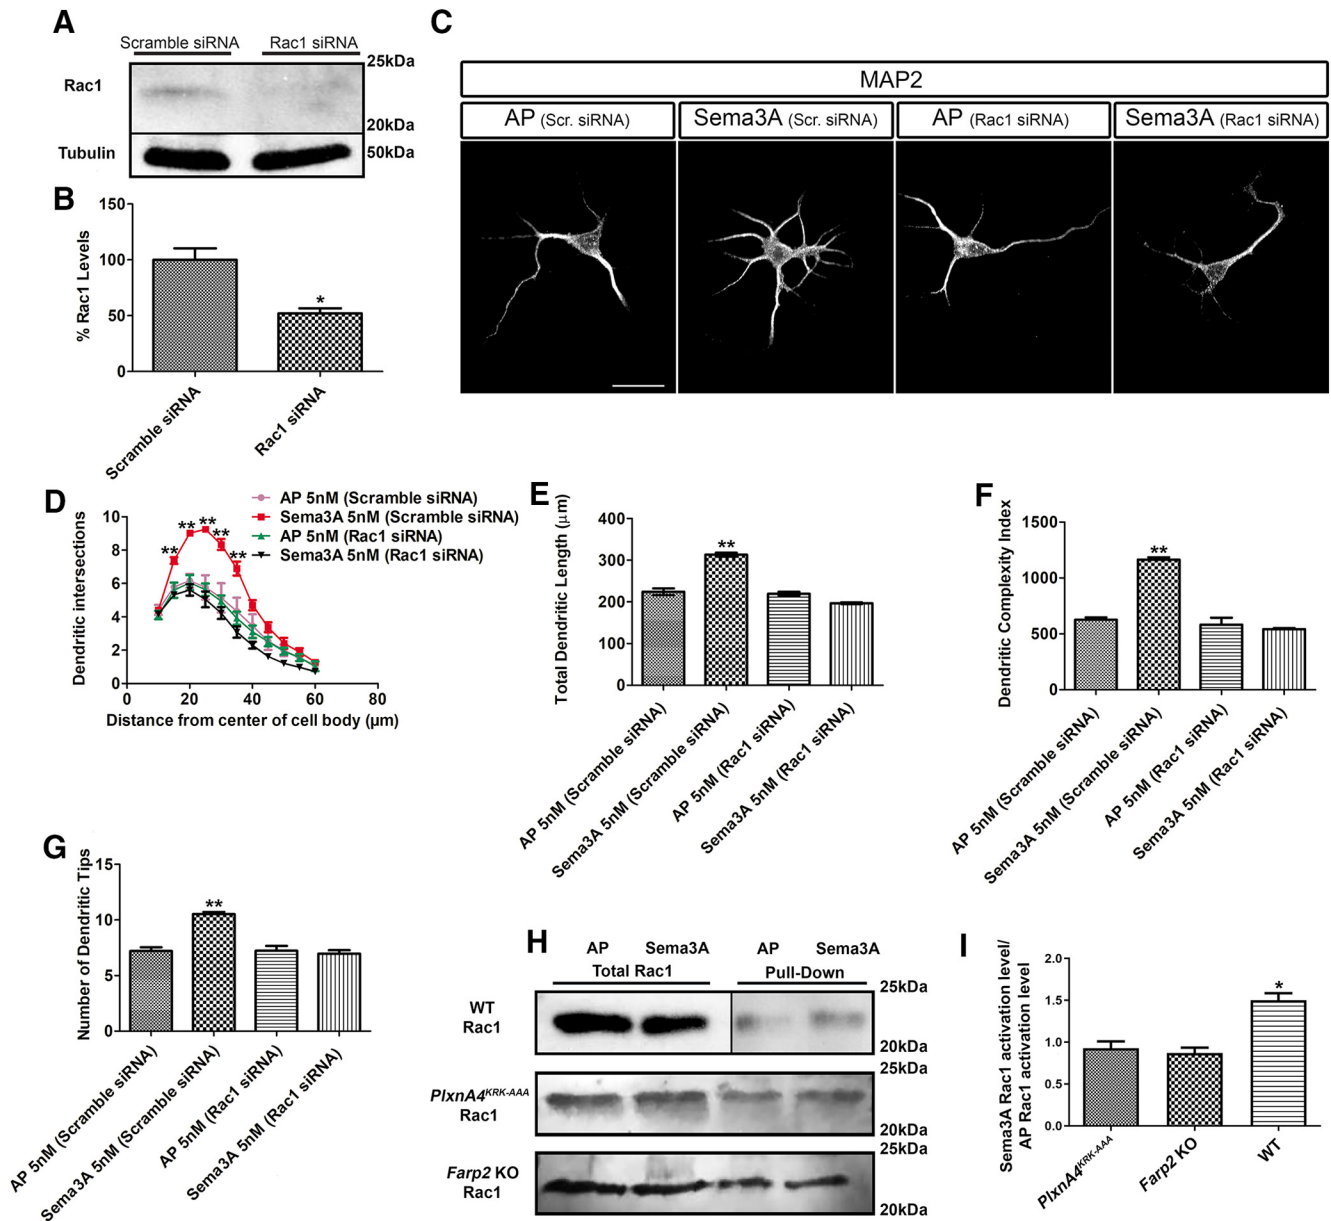 A
Scramble siRNA
Rac1 siRNA
25kDa
Rac1
20kDa
Tubulin
50kDa
B
% Rac1 Levels
150
100
50
0
*
Scramble siRNA
Rac1 siRNA
C
MAP2
AP (Scr. siRNA)
Sema3A (Scr. siRNA)
AP (Rac1 siRNA)
Sema3A (Rac1 siRNA)
D
AP 5nM (Scramble siRNA)
Sema3A 5nM (Scramble siRNA)
AP 5nM (Rac1 siRNA)
Sema3A 5nM (Rac1 siRNA)
Dendritic intersections
10
8
6
4
2
0
** ** ** ** **
0 20 40 60 80
Distance from center of cell body (µm)
E
Total Dendritic Length (µm)
400
300
200
100
0
**
AP 5nM (Scramble siRNA)
Sema3A 5nM (Scramble siRNA)
AP 5nM (Rac1 siRNA)
Sema3A 5nM (Rac1 siRNA)
F
Dendritic Complexity Index
1500
1000
500
0
**
AP 5nM (Scramble siRNA)
Sema3A 5nM (Scramble siRNA)
AP 5nM (Rac1 siRNA)
Sema3A 5nM (Rac1 siRNA)
G
Number of Dendritic Tips
15
10
5
0
**
AP 5nM (Scramble siRNA)
Sema3A 5nM (Scramble siRNA)
AP 5nM (Rac1 siRNA)
Sema3A 5nM (Rac1 siRNA)
H
AP Sema3A AP Sema3A
Total Rac1 Pull-Down
25kDa
WT
Rac1
20kDa
25kDa
PlxnA4KRK-AAA
Rac1
20kDa
25kDa
Farp2 KO
Rac1
20kDa
I
Sema3A Rac1 activation level/
AP Rac1 activation level
2.0
1.5
1.0
0.5
0.0
*
PlxnA4KRK-AAA
Farp2 KO
WT